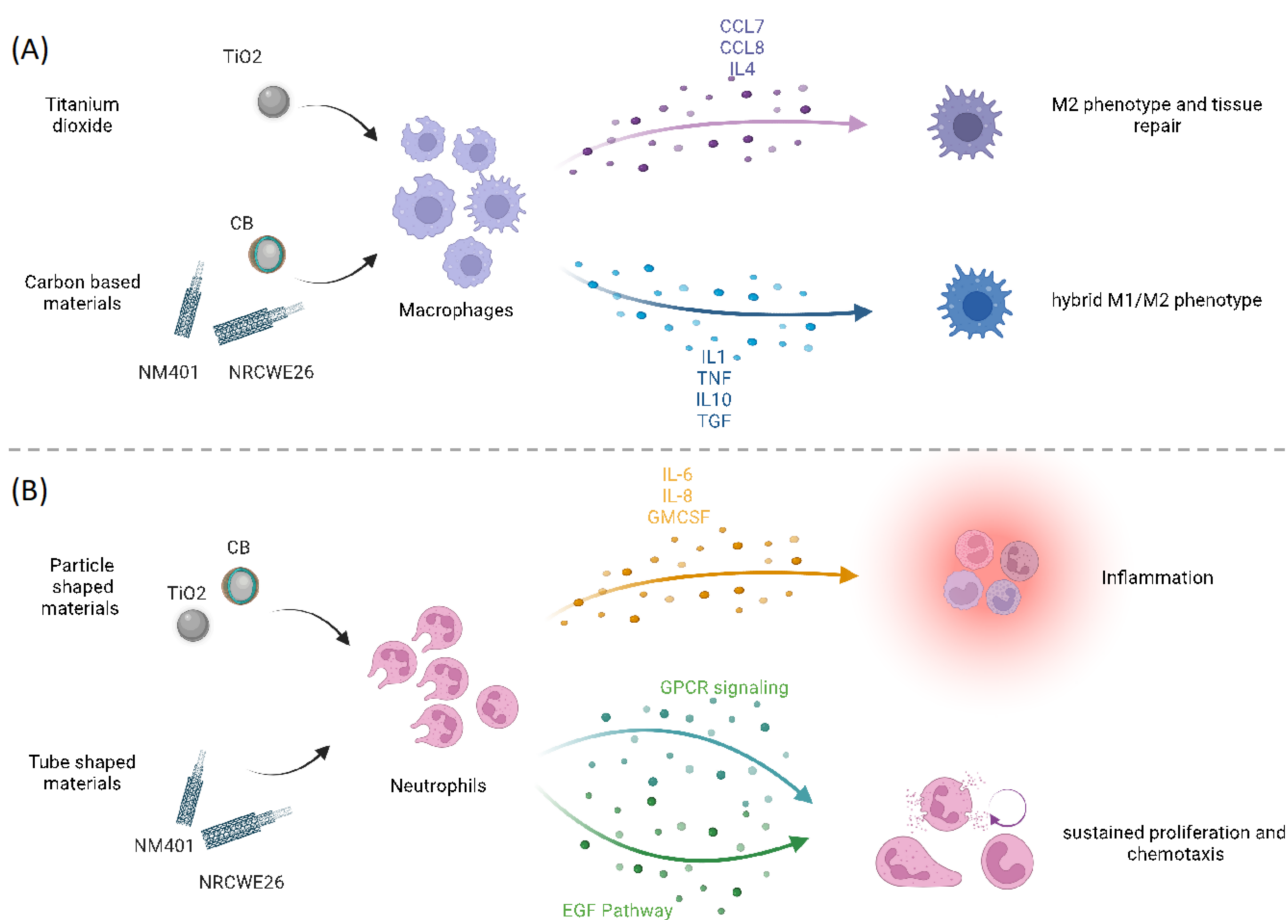 (A)
TiO2
Titanium
dioxide
CCL7
CCL8
IL4
M2 phenotype and tissue
repair
CB
Carbon based
materials
NM401
NRCWE26
Macrophages
IL1
TNF
IL10
TGF
hybrid M1/M2 phenotype
(B)
Particle
shaped
materials
CB
TiO2
IL-6
IL-8
GMCSF
Inflammation
Tube shaped
materials
NM401
NRCWE26
Neutrophils
GPCR signaling
EGF Pathway
sustained proliferation and
chemotaxis